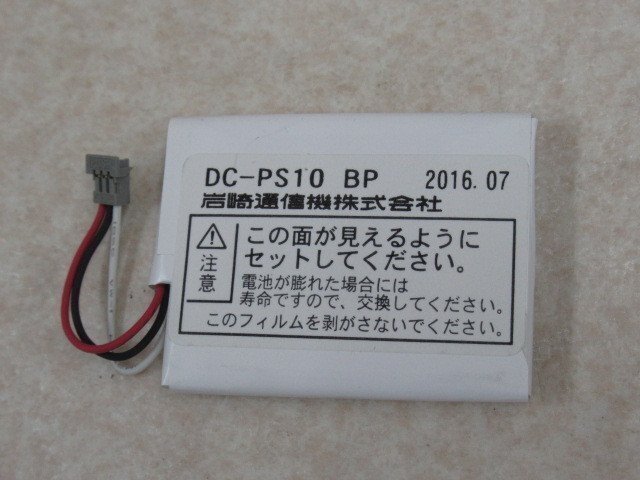 DC-PS10 BP 2016.07
岩崎通信機株式会社
注意
この面が見えるように
セットしてください。
電池が膨れた場合には
寿命ですので、交換してください。
このフィルムを剥がさないでください。